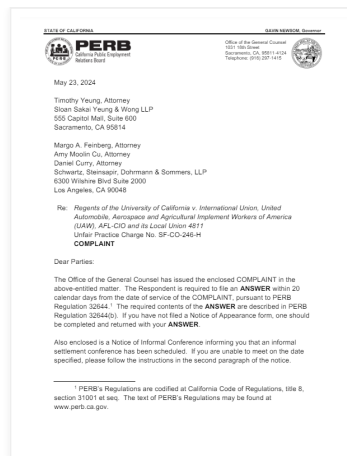 STATE OF CALIFORNIA
GAVIN NEWSOM, Governor
PERB
California Public Employment
Relations Board
Office of the General Counsel
1031 18th Street
Sacramento, CA, 95811-4124
Telephone: (916) 287-1415
May 23, 2024
Timothy Yeung, Attorney
Sloan Sakai Yeung & Wong LLP
555 Capitol Mall, Suite 600
Sacramento, CA 95814
Margo A. Feinberg, Attorney
Amy Moolin Cu, Attorney
Daniel Curry, Attorney
Schwartz, Steinsapir, Dohrmann & Sommers, LLP
6300 Wilshire Blvd Suite 2000
Los Angeles, CA 90048
Re: Regents of the University of California v. International Union, United
Automobile, Aerospace and Agricultural Implement Workers of America
(UAW), AFL-CIO and its Local Union 4811
Unfair Practice Charge No. SF-CO-246-H
COMPLAINT
Dear Parties:
The Office of the General Counsel has issued the enclosed COMPLAINT in the
above-entitled matter. The Respondent is required to file an ANSWER within 20
calendar days from the date of service of the COMPLAINT, pursuant to PERB
Regulation 32644.1 The required contents of the ANSWER are described in PERB
Regulation 32644(b). If you have not filed a Notice of Appearance form, one should
be completed and returned with your ANSWER.
Also enclosed is a Notice of Informal Conference informing you that an informal
settlement conference has been scheduled. If you are unable to meet on the date
specified, please follow the instructions in the second paragraph of the notice.
1 PERB's Regulations are codified at California Code of Regulations, title 8,
section 31001 et seq. The text of PERB's Regulations may be found at
www.perb.ca.gov.